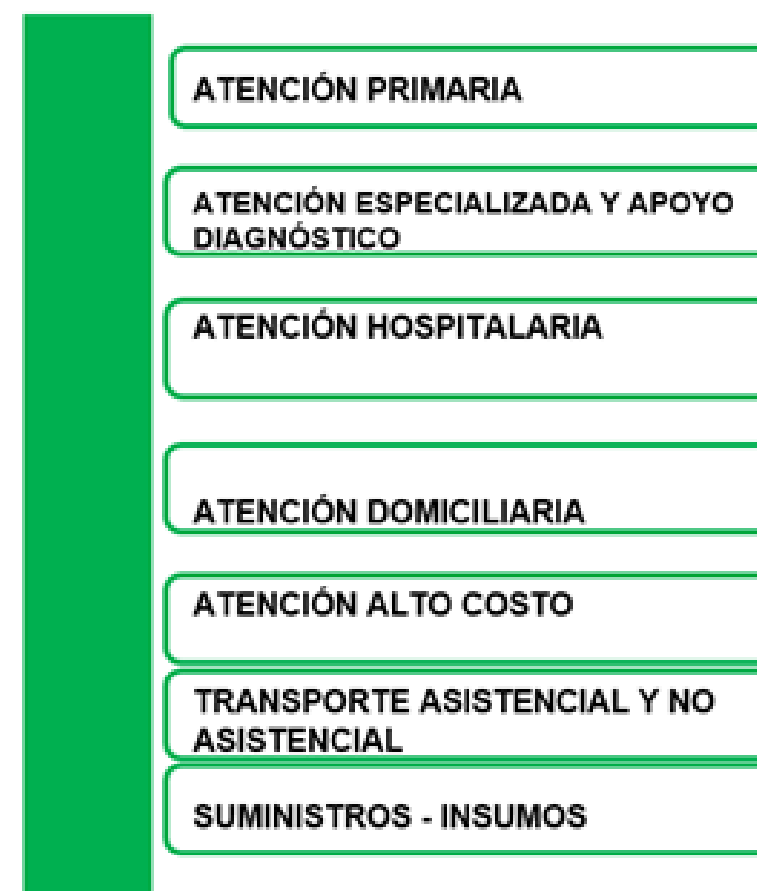 ATENCIÓN PRIMARIA
ATENCIÓN ESPECIALIZADA Y APOYO
DIAGNÓSTICO
ATENCIÓN HOSPITALARIA
ATENCIÓN DOMICILIARIA
ATENCIÓN ALTO COSTO
TRANSPORTE ASISTENCIAL Y NO
ASISTENCIAL
SUMINISTROS - INSUMOS